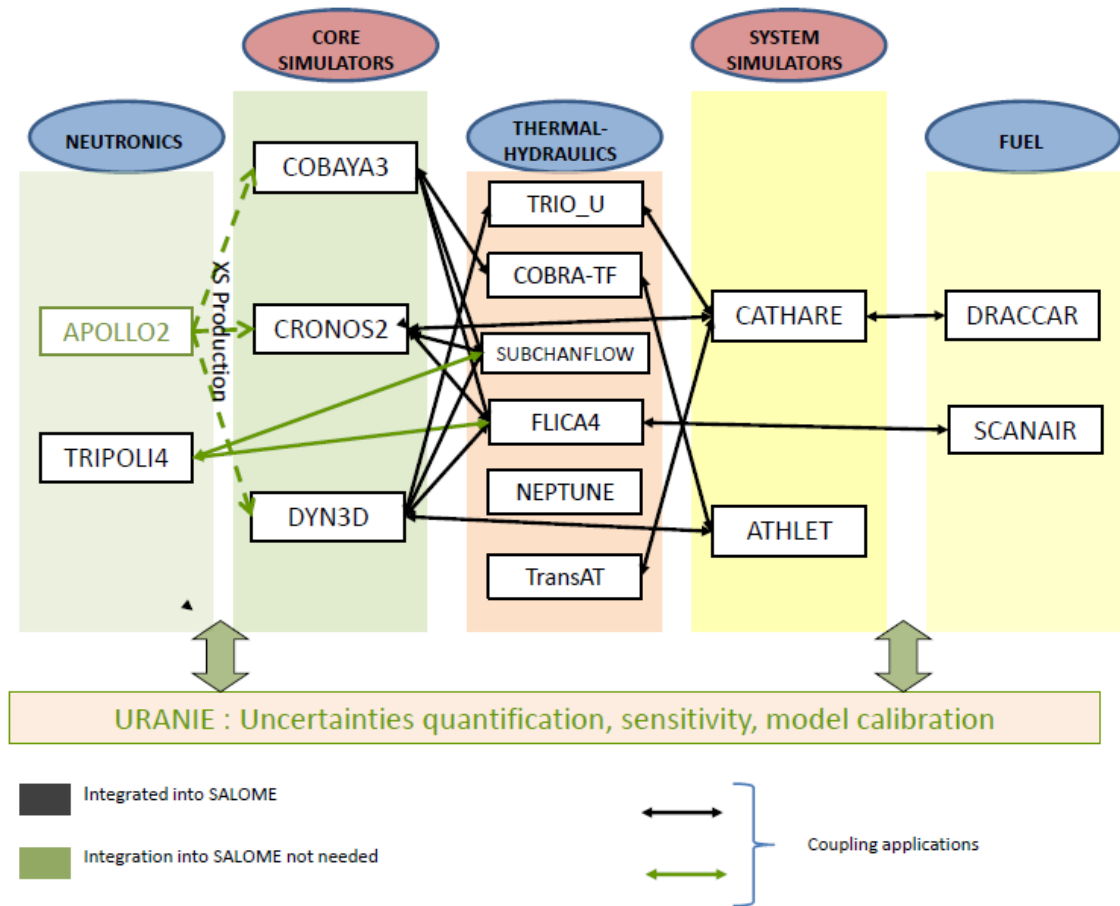 CORE
SIMULATORS
SYSTEM
SIMULATORS
NEUTRONICS
THERMAL-
HYDRAULICS
FUEL
COBAYA3
TRIO_U
COBRA-TF
XS Production
APOLLO2
CRONOS2
CATHARE
DRACCAR
SUBCHANFLOW
FLICA4
SCANAIR
TRIPOLI4
NEPTUNE
DYN3D
ATHLET
TransAT
URANIE : Uncertainties quantification, sensitivity, model calibration
Integrated into SALOME
Integration into SALOME not needed
Coupling applications